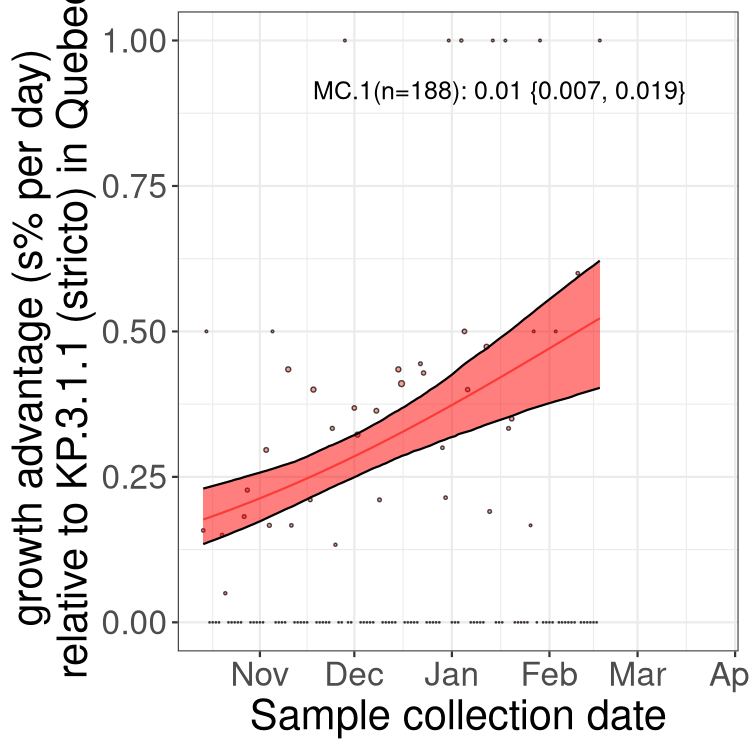 growth advantage (s% per day)
relative to KP.3.1.1 (stricto) in Quebec
1.00
0.75
0.50
0.25
0.00
MC.1(n=188): 0.01 {0.007, 0.019}
Nov Dec Jan Feb Mar Ap
Sample collection date